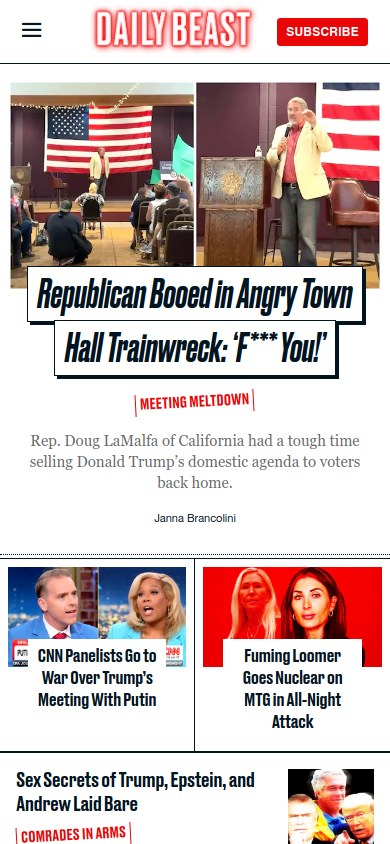 DAILY BEAST
SUBSCRIBE
Republican Booed in Angry Town
Hall Trainwreck: ‘F***You!’
MEETING MELTDOWN
Rep. Doug LaMalfa of California had a tough time
selling Donald Trump’s domestic agenda to voters
back home.
Janna Brancolini
PUTI
CNN
CNN Panelists Go to
War Over Trump’s
Meeting With Putin
Fuming Loomer
Goes Nuclear on
MTG in All-Night
Attack
Sex Secrets of Trump, Epstein, and
Andrew Laid Bare
COMRADES IN ARMS